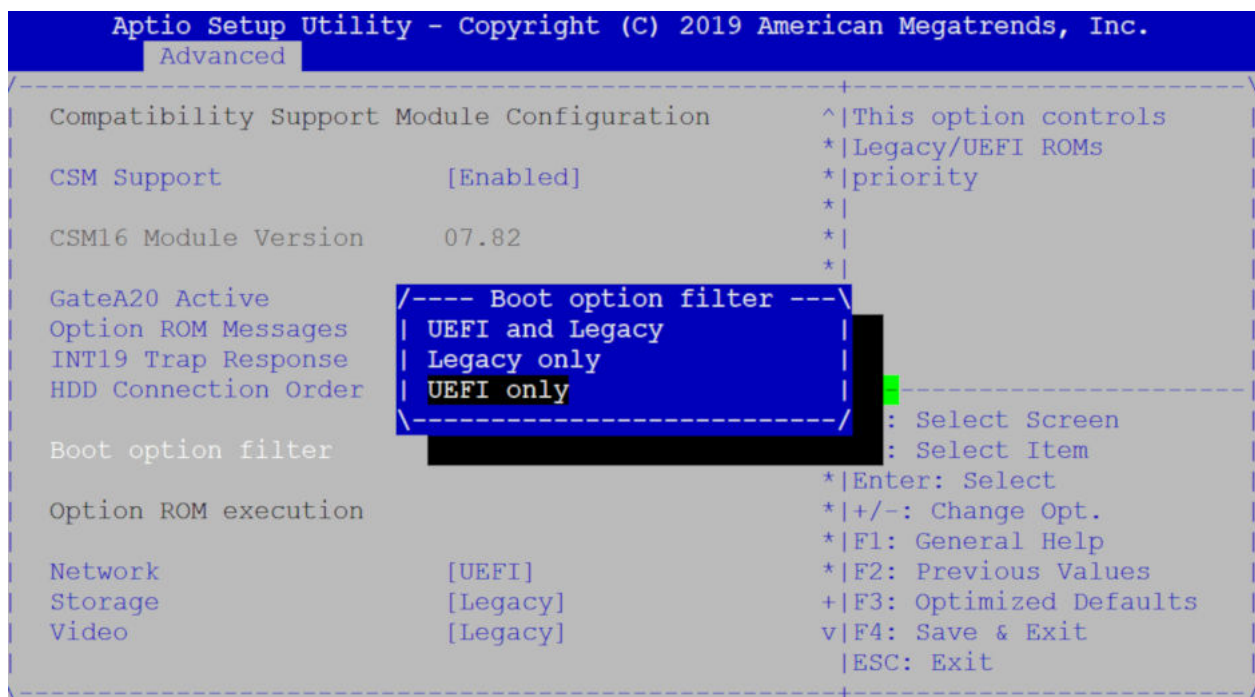 Aptio Setup Utility - Copyright (C) 2019 American Megatrends, Inc.
Advanced
Compatibility Support Module Configuration
CSM Support [Enabled]
CSM16 Module Version 07.82
GateA20 Active
Option ROM Messages
INT19 Trap Response
HDD Connection Order
Boot option filter
Option ROM execution
Network [UEFI]
Storage [Legacy]
Video [Legacy]
/---- Boot option filter ---\
UEFI and Legacy
Legacy only
UEFI only
^|This option controls
*|Legacy/UEFI ROMs
*|priority
*|
*|
*|
: Select Screen
: Select Item
*|Enter: Select
*|+/-: Change Opt.
*|F1: General Help
*|F2: Previous Values
+|F3: Optimized Defaults
v|F4: Save & Exit
|ESC: Exit